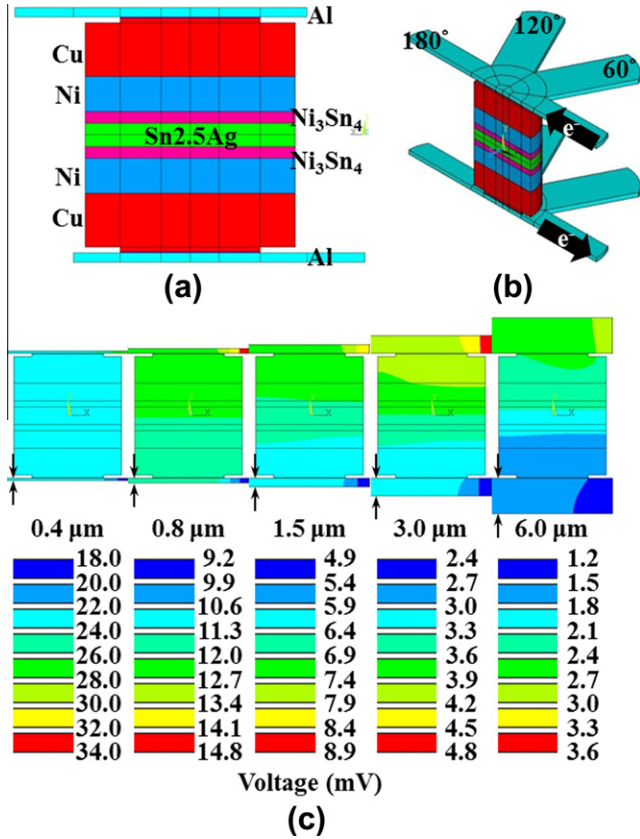 Al
Cu
Ni
Ni₃Sn₄
Sn2.5Ag
Ni₃Sn₄
Ni
Cu
Al
(a)
180°
120°
60°
e⁻
e⁻
(b)
Y
X
X
X
X
X
0.4 μm 0.8 μm 1.5 μm 3.0 μm 6.0 μm
18.0 9.2 4.9 2.4 1.2
20.0 9.9 5.4 2.7 1.5
22.0 10.6 5.9 3.0 1.8
24.0 11.3 6.4 3.3 2.1
26.0 12.0 6.9 3.6 2.4
28.0 12.7 7.4 3.9 2.7
30.0 13.4 7.9 4.2 3.0
32.0 14.1 8.4 4.5 3.3
34.0 14.8 8.9 4.8 3.6
Voltage (mV)
(c)